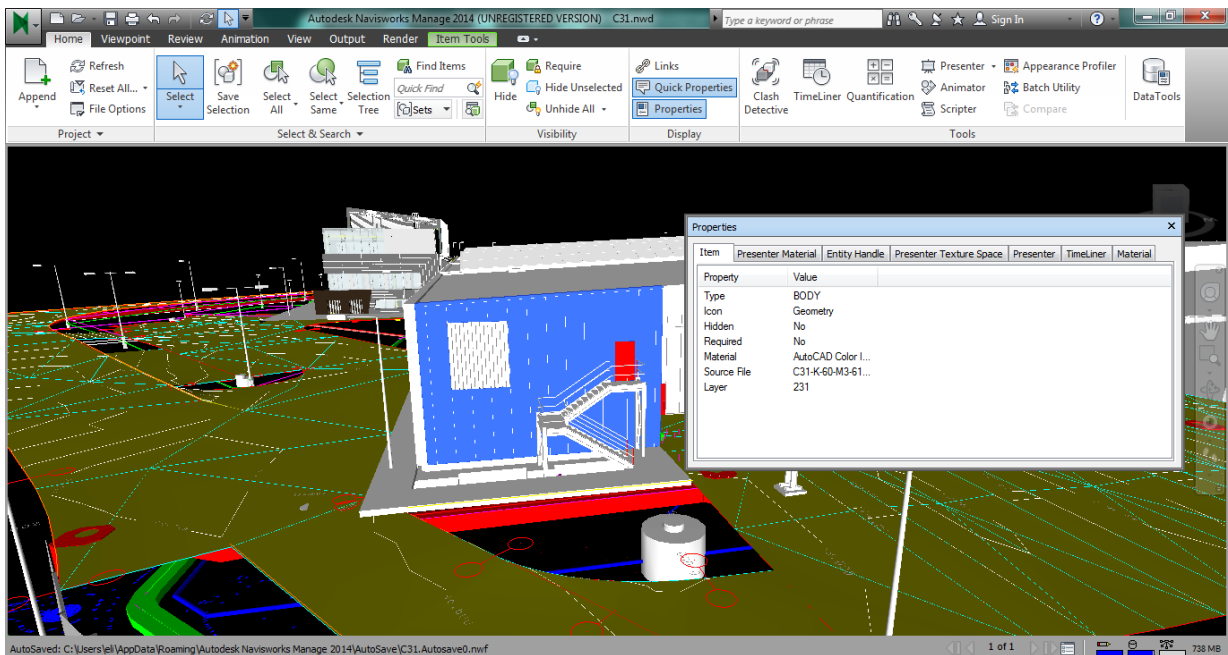 Autodesk Navisworks Manage 2014 (UNREGISTERED VERSION) C31.nwd
Type a keyword or phrase
Sign In
Home Viewpoint Review Animation View Output Render Item Tools
Append
Refresh
Reset All...
File Options
Project
Select
Save Selection
Select All
Select Same
Selection Tree
Find Items
Quick Find
Sets
Select & Search
Hide
Require
Hide Unselected
Unhide All
Visibility
Links
Quick Properties
Properties
Display
Clash Detective
TimeLiner
Quantification
Presenter
Animator
Scripter
Appearance Profiler
Batch Utility
Compare
Tools
DataTools
Properties
Item Presenter Material Entity Handle Presenter Texture Space Presenter TimeLiner Material
Property Value
Type BODY
Icon Geometry
Hidden No
Required No
Material AutoCAD Color I...
Source File C31-K-60-M3-61...
Layer 231
AutoSaved: C:\Users\eli\AppData\Roaming\Autodesk Navisworks Manage 2014\AutoSave\C31.Autosave0.nwf
1 of 1
738 MB